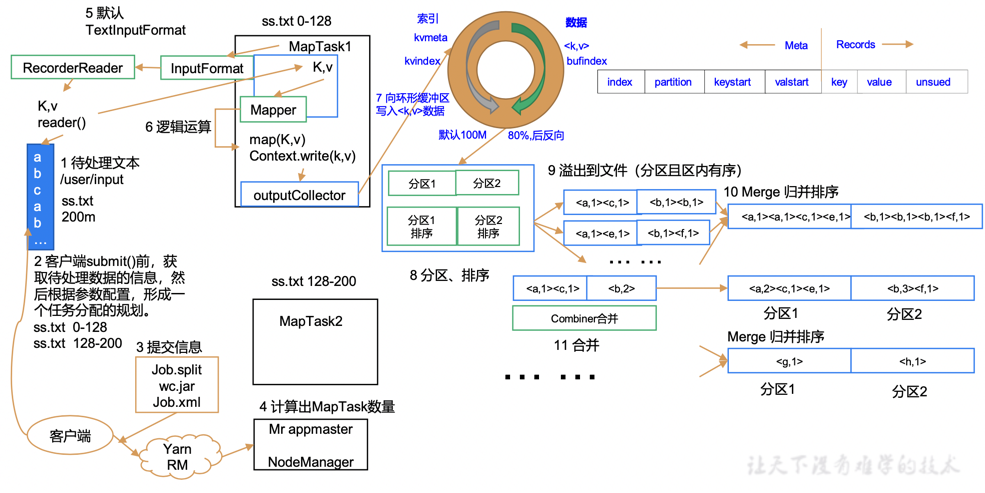 5 默认
TextInputFormat
RecorderReader
InputFormat
K,v
reader()
ss.txt 0-128
MapTask1
K,v
Mapper
6 逻辑运算
map(K,v)
Context.write(k,v)
outputCollector
a
b
c
a
b
...
1 待处理文本
/user/input
ss.txt
200m
2 客户端submit()前，获
取待处理数据的信息，然
后根据参数配置，形成一
个任务分配的规划。
ss.txt 0-128
ss.txt 128-200
3 提交信息
Job.split
wc.jar
Job.xml
客户端
Yarn
RM
4 计算出MapTask数量
Mr appmaster
NodeManager
ss.txt 128-200
MapTask2
索引
kvmeta
kvindex
数据
<k,v>
bufindex
7 向环形缓冲区
写入<k,v>数据
默认100M
80%,后反向
Meta
Records
index partition keystart valstart key value unsued
分区1 分区2
分区1 分区2
排序 排序
8 分区、排序
9 溢出到文件（分区且区内有序）
<a,1><c,1> <b,1><b,1>
<a,1><e,1> <b,1><f,1>
... ...
10 Merge 归并排序
<a,1><a,1><c,1><e,1> <b,1><b,1><b,1><f,1>
<a,1><c,1> <b,2>
Combiner合并
11 合并
<a,2><c,1><e,1> <b,3><f,1>
分区1 分区2
Merge 归并排序
<g,1> <h,1>
分区1 分区2
... ...
让天下没有难学的技术